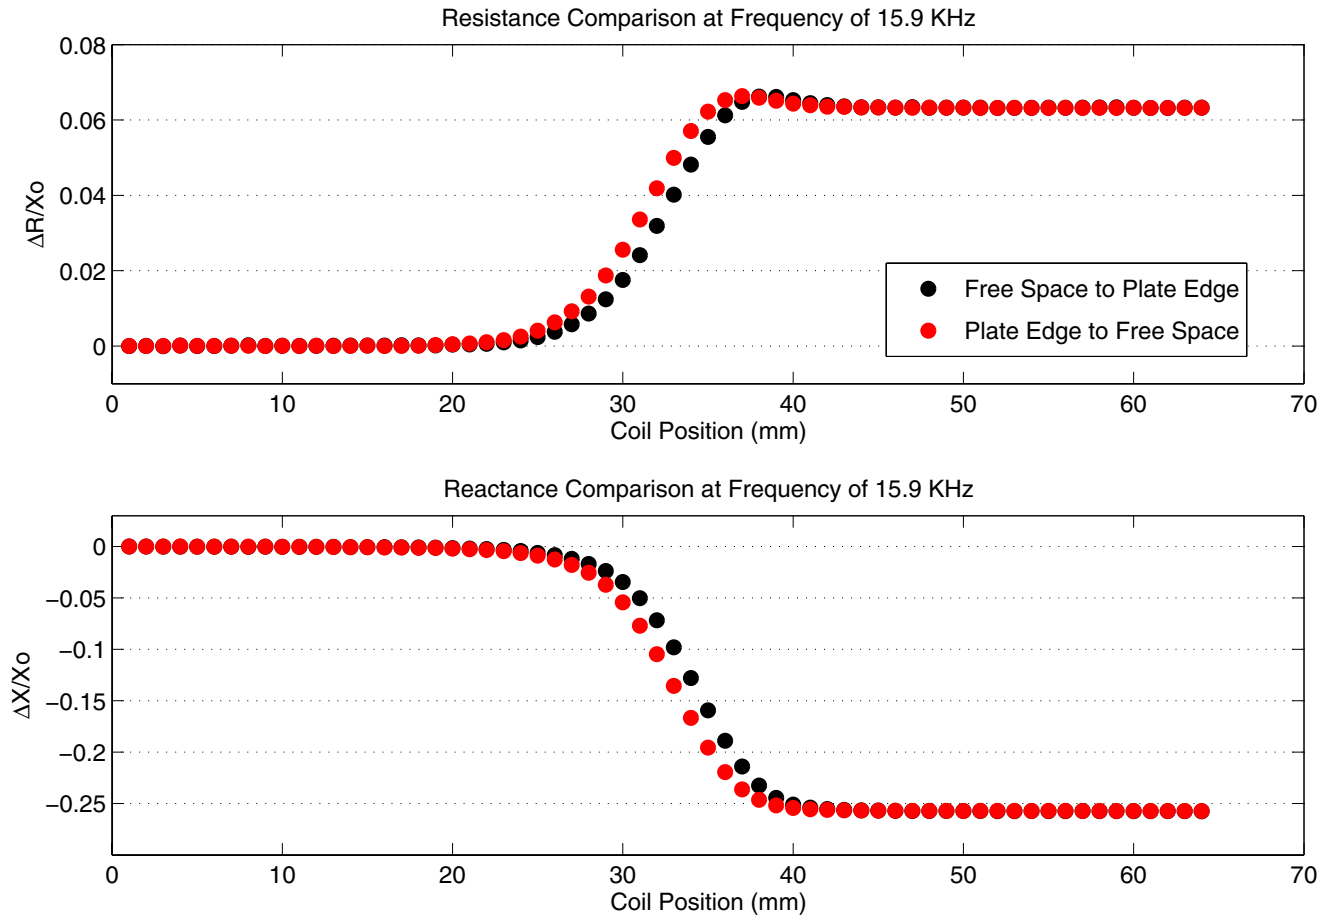 Resistance Comparison at Frequency of 15.9 KHz
0.08
0.06
0.04
0.02
0
ΔR/Xo
Free Space to Plate Edge
Plate Edge to Free Space
0 10 20 30 40 50 60 70
Coil Position (mm)
Reactance Comparison at Frequency of 15.9 KHz
0
−0.05
−0.1
−0.15
−0.2
−0.25
ΔX/Xo
0 10 20 30 40 50 60 70
Coil Position (mm)